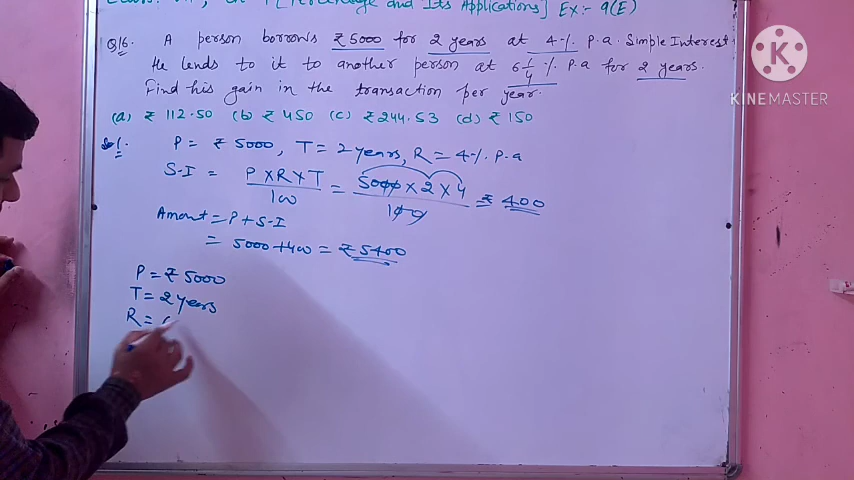 [Percentage and Its Applications] Ex:- 9(E)
Q16. A person borrows ₹5000 for 2 years at 4% p.a. Simple Interest
He lends to it to another person at 6 1/4 % p.a for 2 years.
Find his gain in the transaction per year.
(a) ₹ 112.50 (b) ₹ 450 (c) ₹244.53 (d) ₹ 150
Sol. P = ₹ 5000, T = 2 years, R = 4% p.a
S.I = P×R×T/100 = 5000×2×4/100 = ₹ 400
Amount = P + S.I
= 5000+400 = ₹5400
P = ₹ 5000
T = 2 years
R =
KINEMASTER